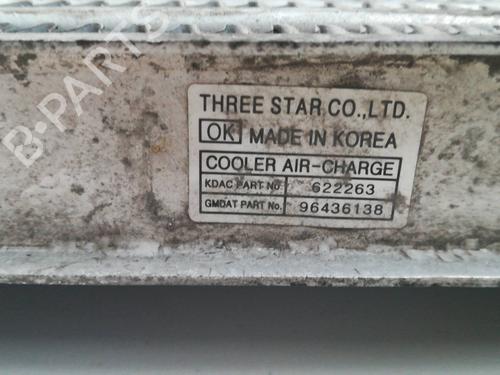 B-PARTS
THREE STAR CO.,LTD.
OK MADE IN KOREA
COOLER AIR-CHARGE
KDAC PART No. 622263
GMDAT PART No. 96436138